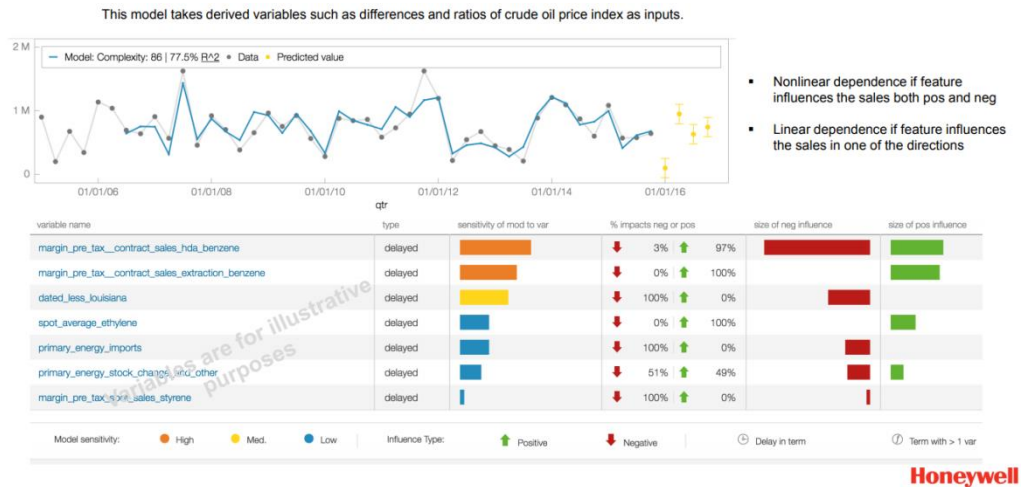 This model takes derived variables such as differences and ratios of crude oil price index as inputs.
2 M
Model: Complexity: 86 | 77.5% R^2 Data Predicted value
1 M
0
01/01/06 01/01/08 01/01/10 01/01/12 01/01/14 01/01/16
qtr
Nonlinear dependence if feature
influences the sales both pos and neg
Linear dependence if feature influences
the sales in one of the directions
variable name type sensitivity of mod to var % impacts neg or pos size of neg influence size of pos influence
margin_pre_tax__contract_sales_hda_benzene delayed 3% 97%
margin_pre_tax__contract_sales_extraction_benzene delayed 0% 100%
dated_less_louisiana delayed 100% 0%
spot_average_ethylene delayed 0% 100%
primary_energy_imports delayed 100% 0%
primary_energy_stock_change_and_other delayed 51% 49%
margin_pre_tax_spot_sales_styrene delayed 100% 0%
Variables are for illustrative
purposes
Model sensitivity: High Med. Low Influence Type: Positive Negative Delay in term Term with > 1 var
Honeywell